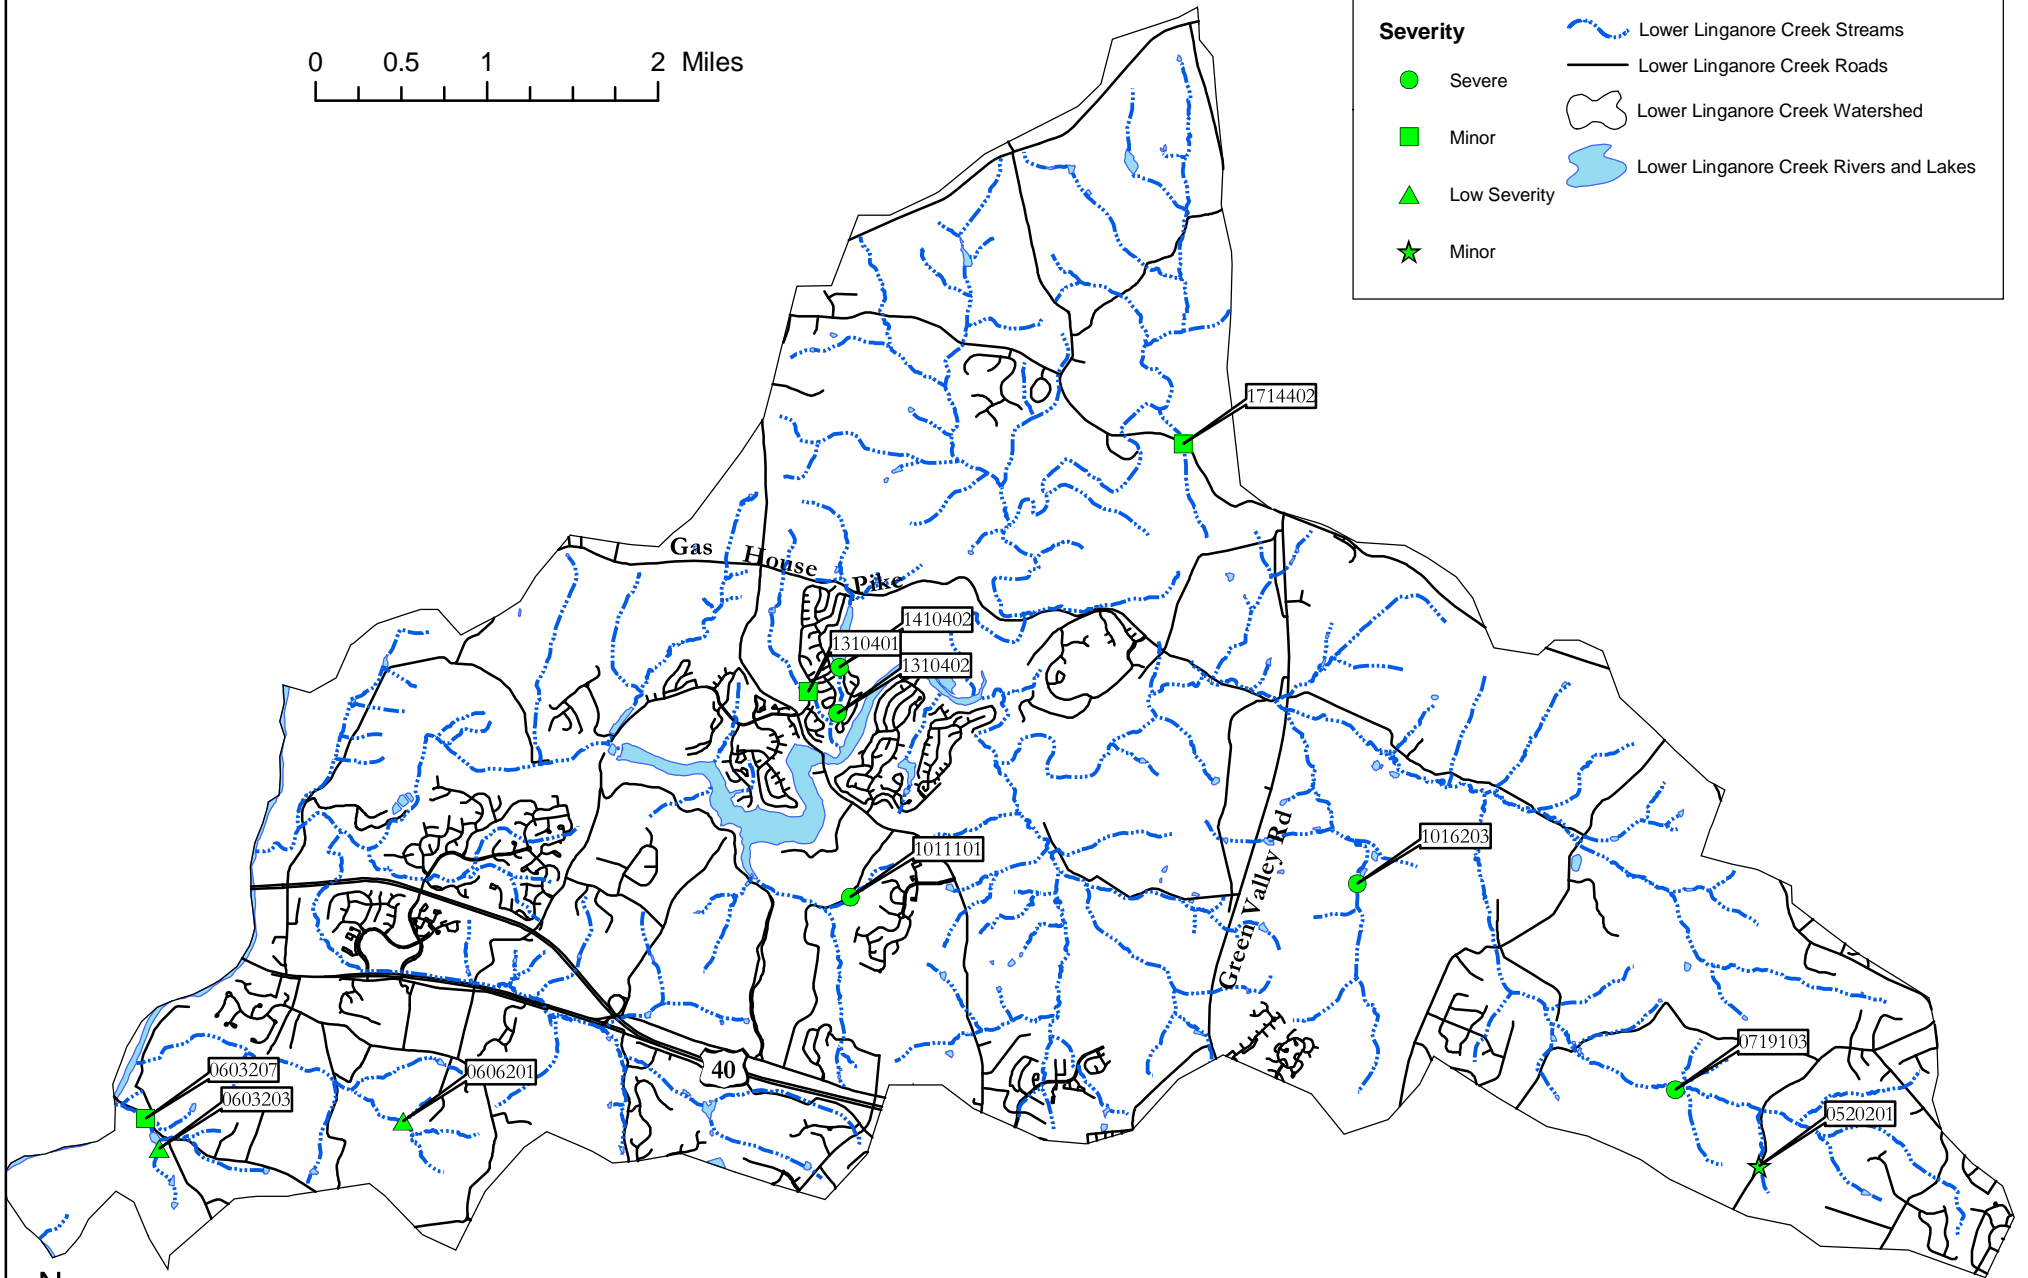 0 0.5 1 2 Miles
Severity
Severe
Minor
Low Severity
Minor
Lower Linganore Creek Streams
Lower Linganore Creek Roads
Lower Linganore Creek Watershed
Lower Linganore Creek Rivers and Lakes
1714402
Gas House Pike
1410402
1310401
1310402
1011101
1016203
Green Valley Rd
40
0603207
0603203
0606201
0719103
0520201
N